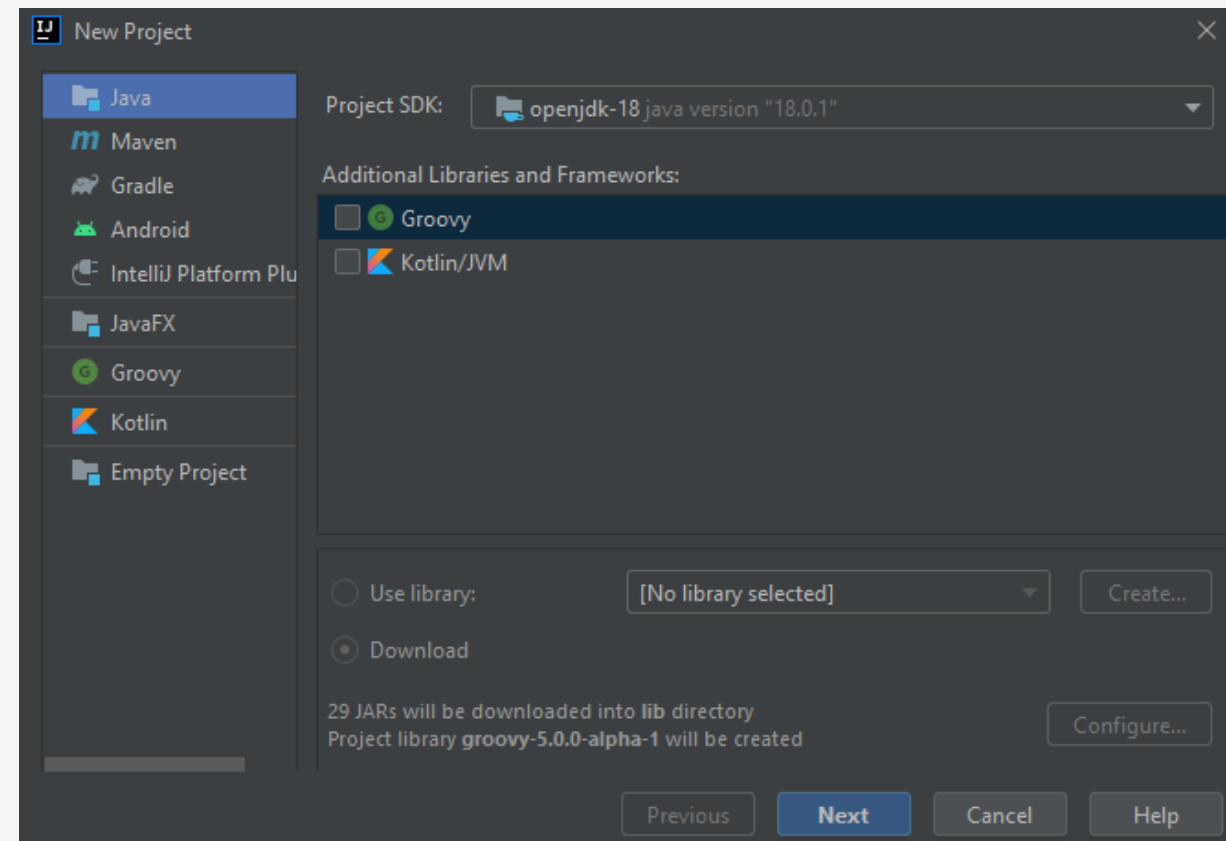 IJ
New Project
Java
Maven
Gradle
Android
IntelliJ Platform Plu
JavaFX
Groovy
Kotlin
Empty Project
Project SDK: openjdk-18 java version "18.0.1"
Additional Libraries and Frameworks:
G Groovy
Kotlin/JVM
Use library: [No library selected] Create...
Download
29 JARs will be downloaded into lib directory
Project library groovy-5.0.0-alpha-1 will be created
Configure...
Previous Next Cancel Help